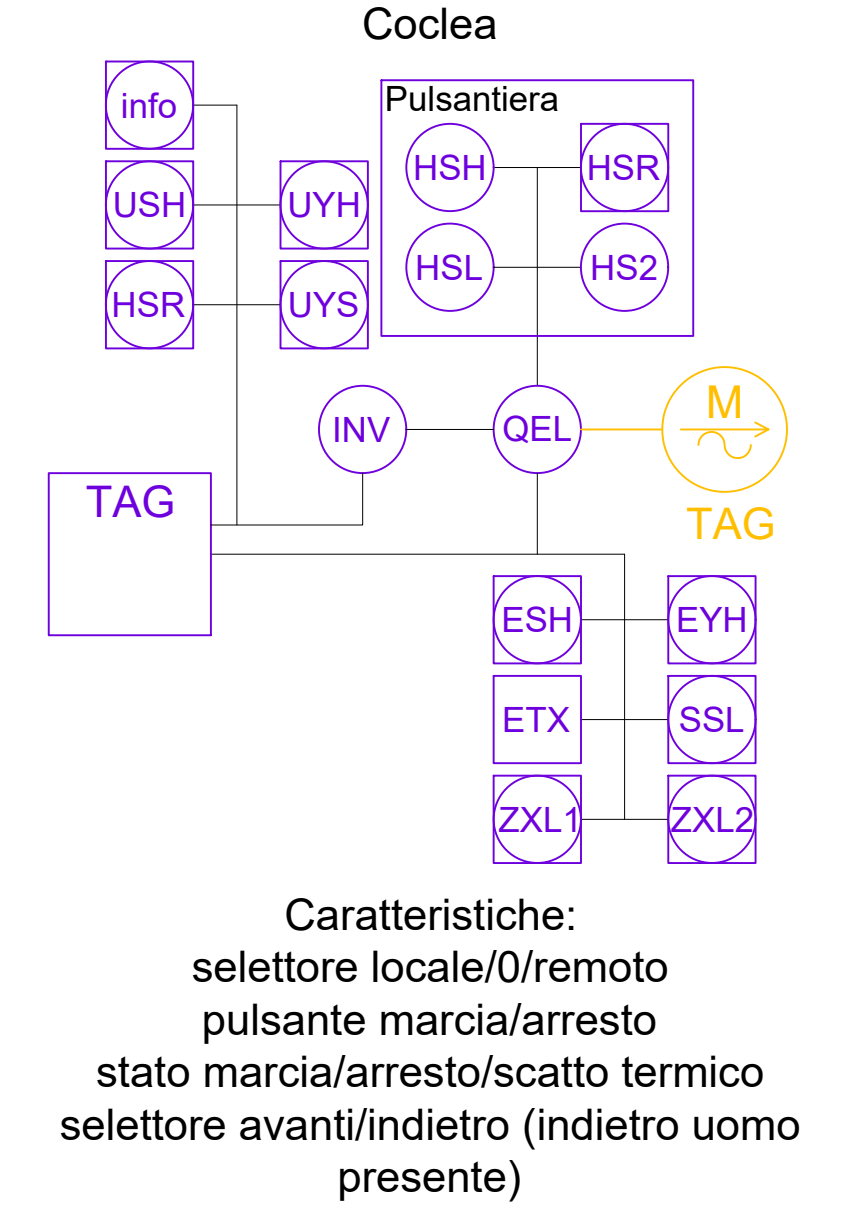 Coclea
info
Pulsantiera
HSH
HSR
USH
UYH
HSL
HS2
HSR
UYS
INV
QEL
M
TAG
TAG
ESH
EYH
ETX
SSL
ZXL1
ZXL2
Caratteristiche:
selettore locale/0/remoto
pulsante marcia/arresto
stato marcia/arresto/scatto termico
selettore avanti/indietro (indietro uomo
presente)